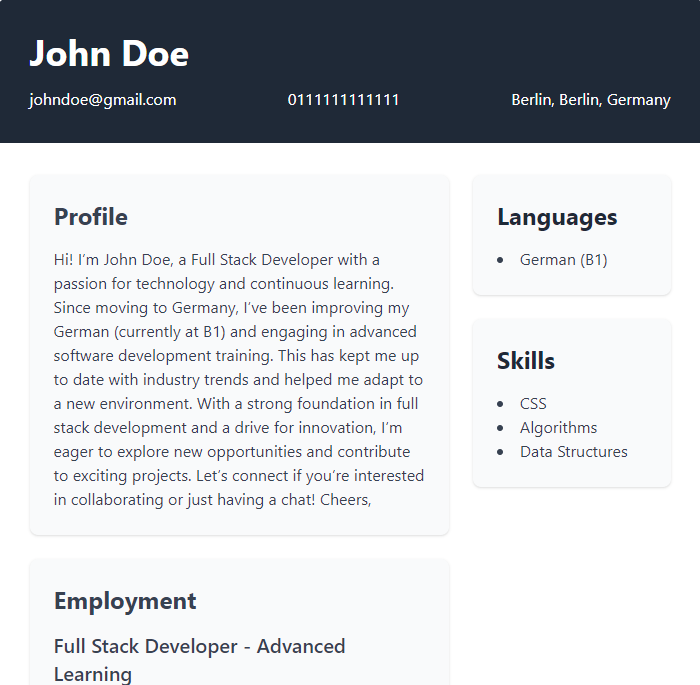 John Doe
johndoe@gmail.com 0111111111111 Berlin, Berlin, Germany
Profile
Hi! I’m John Doe, a Full Stack Developer with a
passion for technology and continuous learning.
Since moving to Germany, I’ve been improving my
German (currently at B1) and engaging in advanced
software development training. This has kept me up
to date with industry trends and helped me adapt to
a new environment. With a strong foundation in full
stack development and a drive for innovation, I’m
eager to explore new opportunities and contribute
to exciting projects. Let’s connect if you’re interested
in collaborating or just having a chat! Cheers,
Employment
Full Stack Developer - Advanced
Learning
Languages
• German (B1)
Skills
• CSS
• Algorithms
• Data Structures